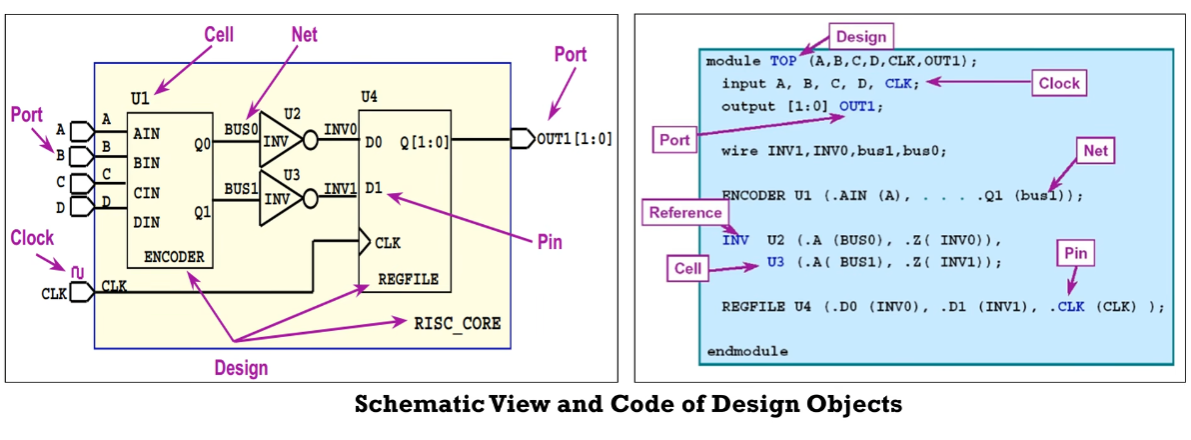 Cell
Net
Port
U1
U4
Port
A
A
AIN
Q0
BUS0
U2
INV
INV0
D0
Q[1:0]
OUT1[1:0]
B
B
BIN
C
C
CIN
BUS1
U3
INV
INV1
D1
D
D
DIN
Q1
Clock
CLK
Pin
ENCODER
REGFILE
CLK
CLK
RISC_CORE
Design
Design
module TOP (A,B,C,D,CLK,OUT1);
input A, B, C, D, CLK;
Clock
output [1:0] OUT1;
Port
wire INV1,INV0,bus1,bus0;
Net
ENCODER U1 (.AIN (A), . . . .Q1 (bus1));
Reference
INV U2 (.A (BUS0), .Z( INV0)),
Cell
U3 (.A( BUS1), .Z( INV1));
Pin
REGFILE U4 (.D0 (INV0), .D1 (INV1), .CLK (CLK) );
endmodule
Schematic View and Code of Design Objects